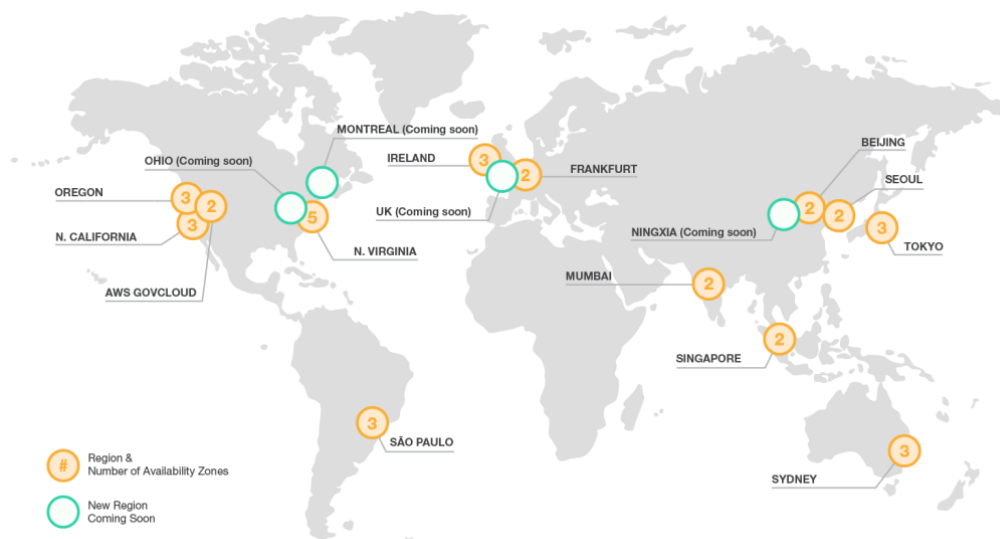 MONTREAL (Coming soon)
OHIO (Coming soon)
IRELAND
3
BEIJING
FRANKFURT
2
SEOUL
OREGON
3
2
UK (Coming soon)
2
2
N. CALIFORNIA
3
5
N. VIRGINIA
NINGXIA (Coming soon)
3
TOKYO
MUMBAI
2
AWS GOVCLOUD
2
SINGAPORE
3
SÃO PAULO
3
SYDNEY
#
Region &
Number of Availability Zones
New Region
Coming Soon